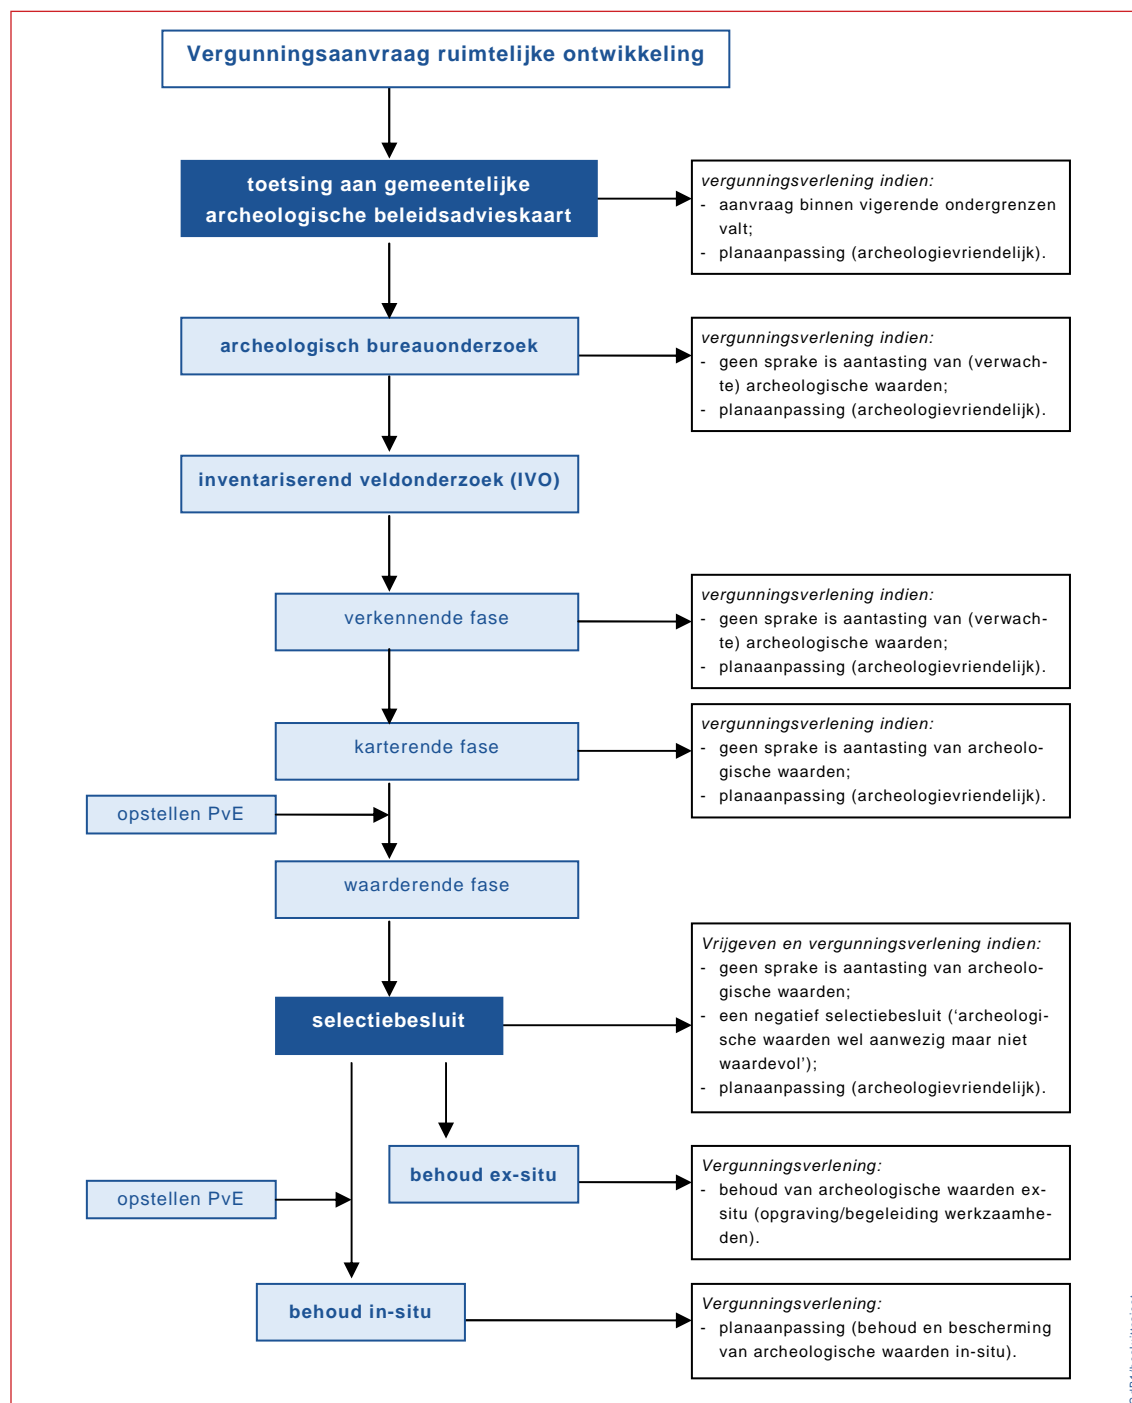 Vergunningsaanvraag ruimtelijke ontwikkeling
toetsing aan gemeentelijke
archeologische beleidsadvieskaart
vergunningsverlening indien:
- aanvraag binnen vigerende ondergrenzen
valt;
- planaanpassing (archeologievriendelijk).
archeologisch bureauonderzoek
vergunningsverlening indien:
- geen sprake is aantasting van (verwach-
te) archeologische waarden;
- planaanpassing (archeologievriendelijk).
inventariserend veldonderzoek (IVO)
verkennende fase
vergunningsverlening indien:
- geen sprake is aantasting van (verwach-
te) archeologische waarden;
- planaanpassing (archeologievriendelijk).
karterende fase
vergunningsverlening indien:
- geen sprake is aantasting van archeolo-
gische waarden;
- planaanpassing (archeologievriendelijk).
opstellen PvE
waarderende fase
selectiebesluit
Vrijgeven en vergunningsverlening indien:
- geen sprake is aantasting van archeolo-
gische waarden;
- een negatief selectiebesluit (‘archeologi-
sche waarden wel aanwezig maar niet
waardevol’);
- planaanpassing (archeologievriendelijk).
behoud ex-situ
Vergunningsverlening:
- behoud van archeologische waarden ex-
situ (opgraving/begeleiding werkzaamhe-
den).
opstellen PvE
behoud in-situ
Vergunningsverlening:
- planaanpassing (behoud en bescherming
van archeologische waarden in-situ).